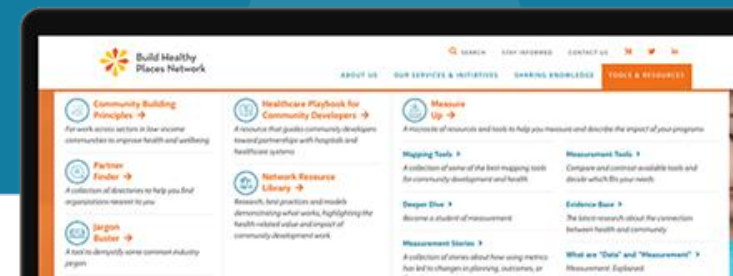 Build Healthy
Places Network
SEARCH STAY INFORMED CONTACT US
ABOUT US OUR SERVICES & INITIATIVES SHARING KNOWLEDGE TOOLS & RESOURCES
Community Building
Principles →
For work across sectors in low-income
communities to improve health and wellbeing
Partner
Finder →
A collection of directories to help you find
organizations nearest to you
Jargon
Buster →
A tool to demystify some common industry
jargon
Healthcare Playbook for
Community Developers →
A resource that guides community developers
toward partnerships with hospitals and
healthcare systems
Network Resource
Library →
Research, best practices and models
demonstrating what works, highlighting the
health-related value and impact of
community development work.
Measure
Up →
A microsite of resources and tools to help you measure and describe the impact of your programs
Mapping Tools >
A collection of some of the best mapping tools
for community development and health.
Deeper Dive >
Become a student of measurement
Measurement Stories >
A collection of stories about how using metrics
has led to changes in planning, outcomes, or
Measurement Tools >
Compare and contrast available tools and
decide which fits your needs.
Evidence Base >
The latest research about the connection
between health and community
What are "Data" and "Measurement" >
Measurement, Explained.